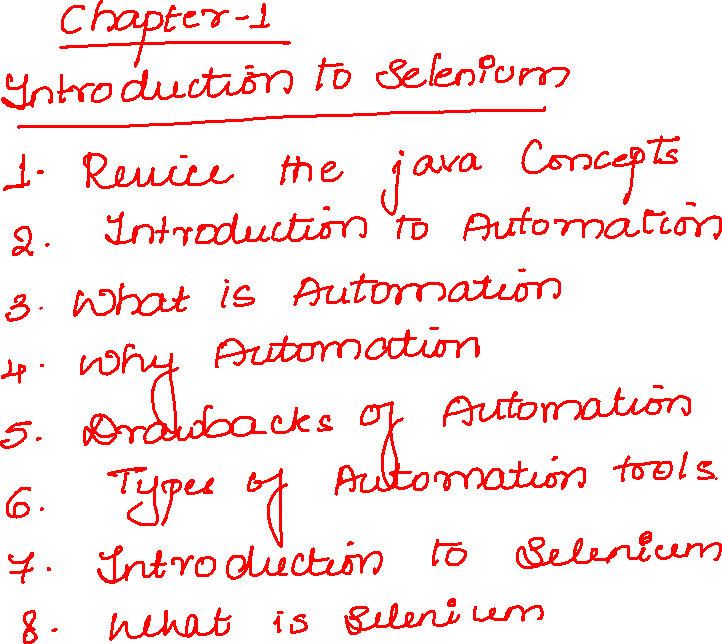 Chapter-1
Introduction to Selenium
1. Revice the java Concepts
2. Introduction to Automation
3. What is Automation
4. Why Automation
5. Drawbacks of Automation
6. Types of Automation tools
7. Introduction to Selenium
8. What is Selenium